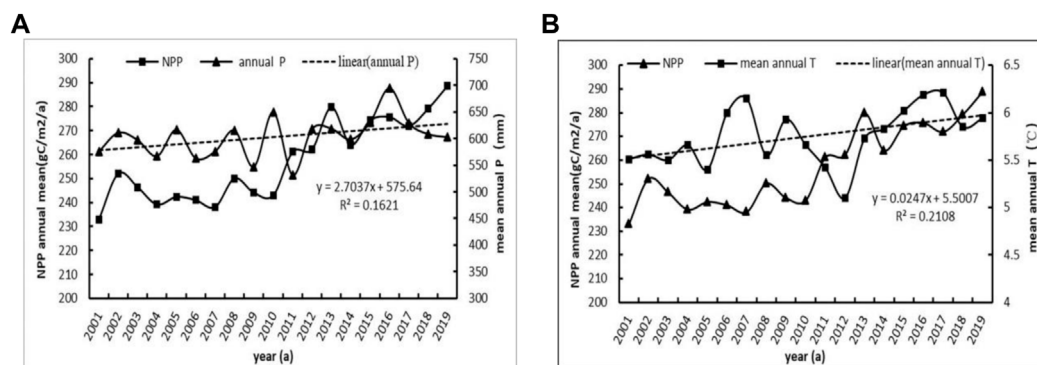 A
NPP annual P linear(annual P)
NPP annual mean(gC/m2/a)
300
290
280
270
260
250
240
230
220
210
200
750
700
650
600
550
500
450
400
350
300
mean annual P (mm)
y = 2.7037x + 575.64
R² = 0.1621
2001 2002 2003 2004 2005 2006 2007 2008 2009 2010 2011 2012 2013 2014 2015 2016 2017 2018 2019
year (a)
B
NPP mean annual T linear(mean annual T)
NPP annual mean(gC/m2/a)
300
290
280
270
260
250
240
230
220
210
200
6.5
6
5.5
5
4.5
4
mean annual T (℃)
y = 0.0247x + 5.5007
R² = 0.2108
2001 2002 2003 2004 2005 2006 2007 2008 2009 2010 2011 2012 2013 2014 2015 2016 2017 2018 2019
year (a)